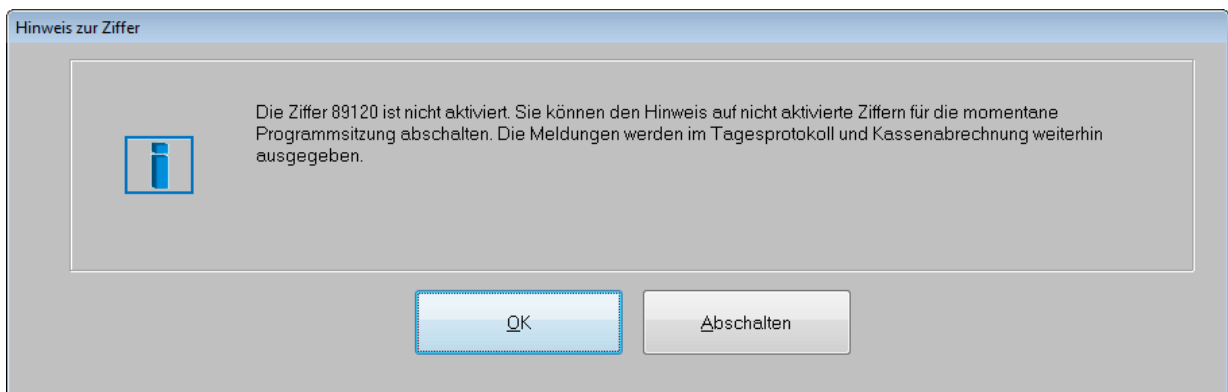 Hinweis zur Ziffer
Die Ziffer 89120 ist nicht aktiviert. Sie können den Hinweis auf nicht aktivierte Ziffern für die momentane
Programmsitzung abschalten. Die Meldungen werden im Tagesprotokoll und Kassenabrechnung weiterhin
ausgegeben.
OK
Abschalten